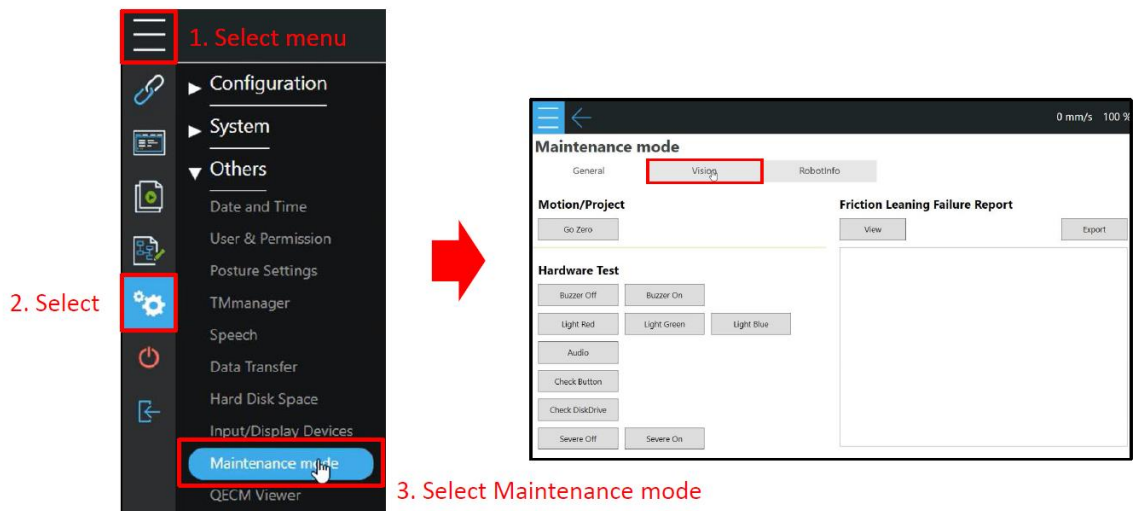 1. Select menu
Configuration
System
Others
Date and Time
User & Permission
Posture Settings
2. Select
TMmanager
Speech
Data Transfer
Hard Disk Space
Input/Display Devices
Maintenance mode
QECM Viewer
3. Select Maintenance mode
0 mm/s 100 %
Maintenance mode
General Vision RobotInfo
Motion/Project
Go Zero
Friction Leaning Failure Report
View Export
Hardware Test
Buzzer Off Buzzer On
Light Red Light Green Light Blue
Audio
Check Button
Check DiskDrive
Severe Off Severe On